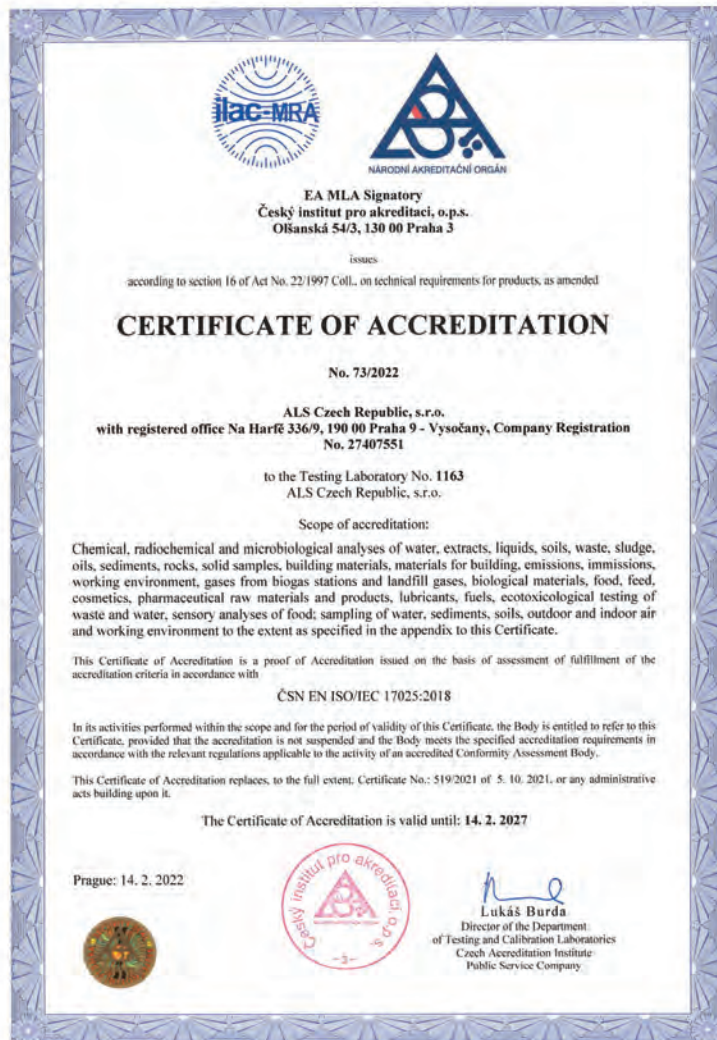 ilac-MRA
NÁRODNÍ AKREDITAČNÍ ORGÁN
EA MLA Signatory
Český institut pro akreditaci, o.p.s.
Olšanská 54/3, 130 00 Praha 3
issues
according to section 16 of Act No. 22/1997 Coll., on technical requirements for products, as amended
CERTIFICATE OF ACCREDITATION
No. 73/2022
ALS Czech Republic, s.r.o.
with registered office Na Harfě 336/9, 190 00 Praha 9 - Vysočany, Company Registration
No. 27407551
to the Testing Laboratory No. 1163
ALS Czech Republic, s.r.o.
Scope of accreditation:
Chemical, radiochemical and microbiological analyses of water, extracts, liquids, soils, waste, sludge,
oils, sediments, rocks, solid samples, building materials, materials for building, emissions, immissions,
working environment, gases from biogas stations and landfill gases, biological materials, food, feed,
cosmetics, pharmaceutical raw materials and products, lubricants, fuels, ecotoxicological testing of
waste and water, sensory analyses of food; sampling of water, sediments, soils, outdoor and indoor air
and working environment to the extent as specified in the appendix to this Certificate.
This Certificate of Accreditation is a proof of Accreditation issued on the basis of assessment of fulfillment of the
accreditation criteria in accordance with
ČSN EN ISO/IEC 17025:2018
In its activities performed within the scope and for the period of validity of this Certificate, the Body is entitled to refer to this
Certificate, provided that the accreditation is not suspended and the Body meets the specified accreditation requirements in
accordance with the relevant regulations applicable to the activity of an accredited Conformity Assessment Body.
This Certificate of Accreditation replaces, to the full extent, Certificate No.: 519/2021 of 5. 10. 2021, or any administrative
acts building upon it.
The Certificate of Accreditation is valid until: 14. 2. 2027
Prague: 14. 2. 2022
Český institut pro akreditaci, o.p.s.
-3-
Lukáš Burda
Director of the Department
of Testing and Calibration Laboratories
Czech Accreditation Institute
Public Service Company